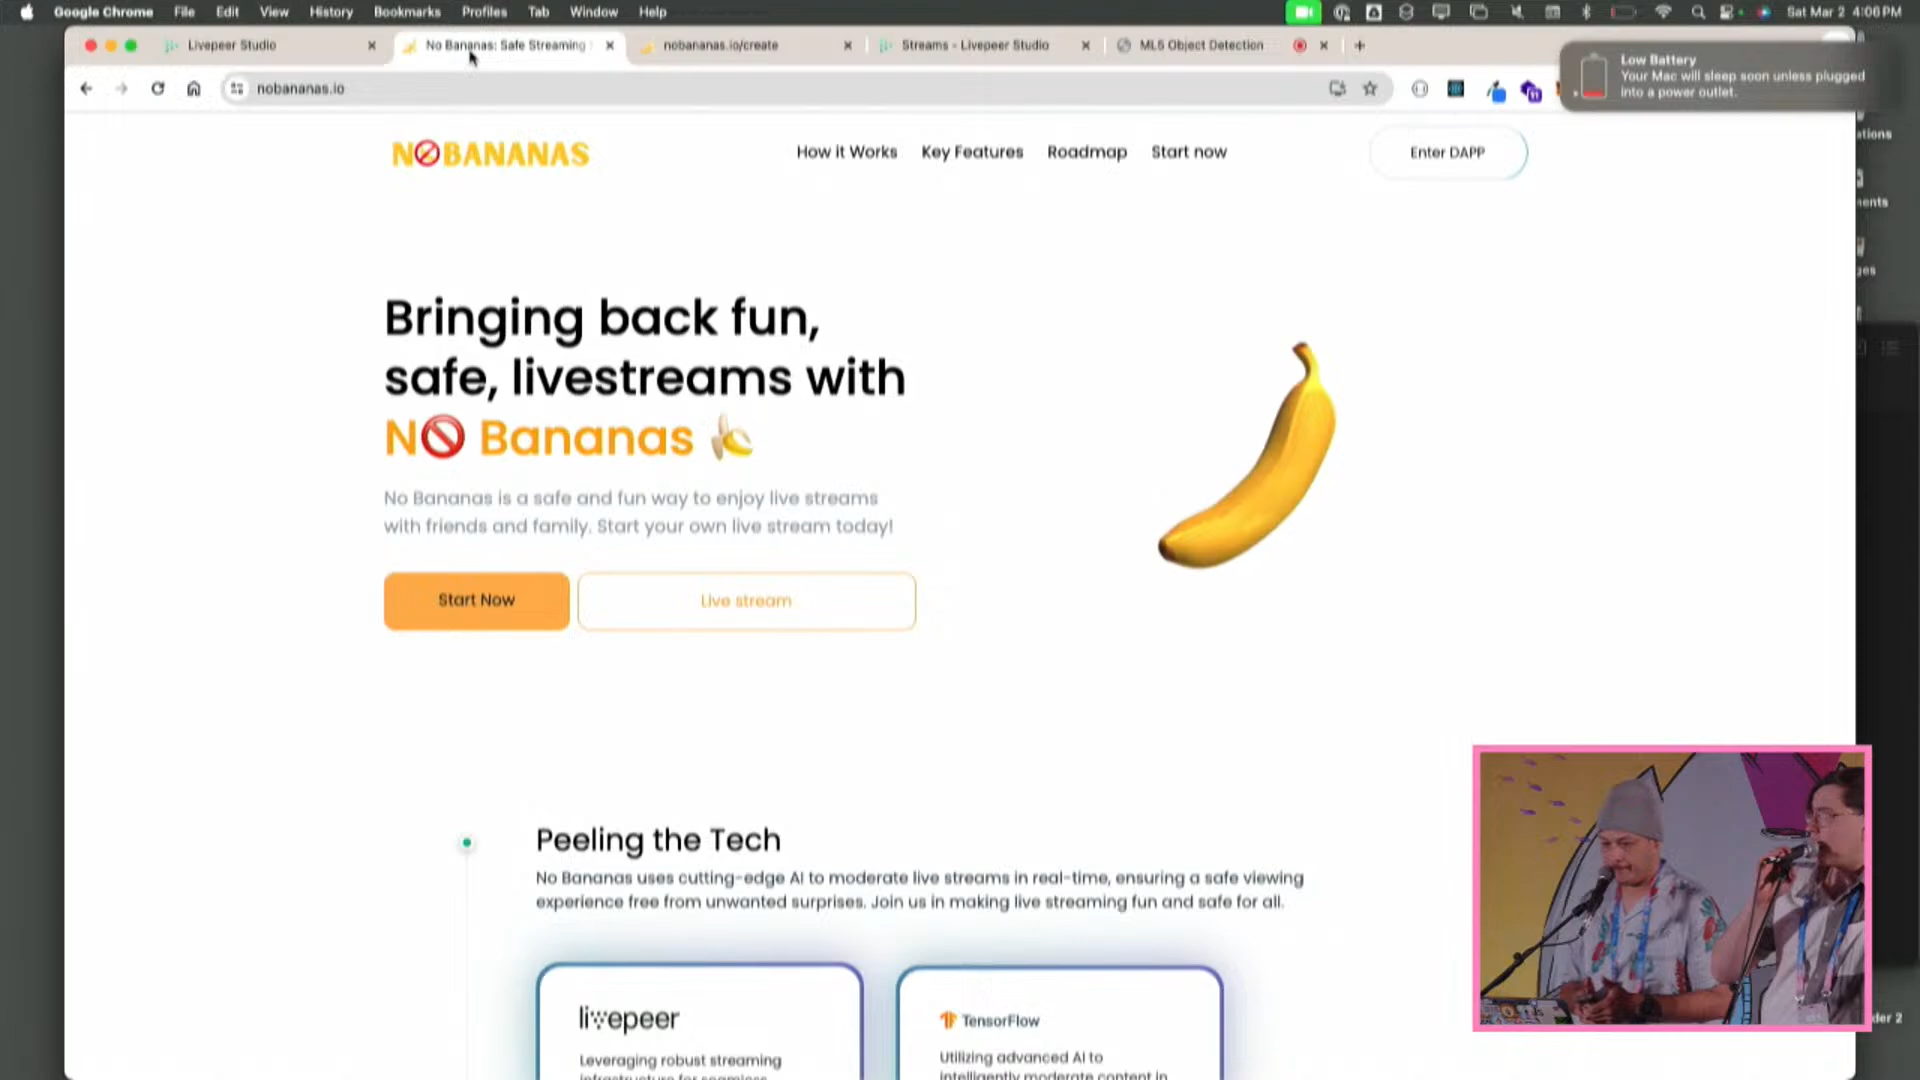 Google Chrome File Edit View History Bookmarks Profiles Tab Window Help Sat Mar 2 4:06 PM
Livepeer Studio No Bananas: Safe Streaming nobananas.io/create Streams - Livepeer Studio ML5 Object Detection
Low Battery
Your Mac will sleep soon unless plugged
into a power outlet.
nobananas.io
NOBANANAS How it Works Key Features Roadmap Start now Enter DAPP
Bringing back fun,
safe, livestreams with
N🚫 Bananas 🍌
No Bananas is a safe and fun way to enjoy live streams
with friends and family. Start your own live stream today!
Start Now Live stream
Peeling the Tech
No Bananas uses cutting-edge AI to moderate live streams in real-time, ensuring a safe viewing
experience free from unwanted surprises. Join us in making live streaming fun and safe for all.
livepeer
Leveraging robust streaming
infrastructure for seamless
TensorFlow
Utilizing advanced AI to
intelligently moderate content in